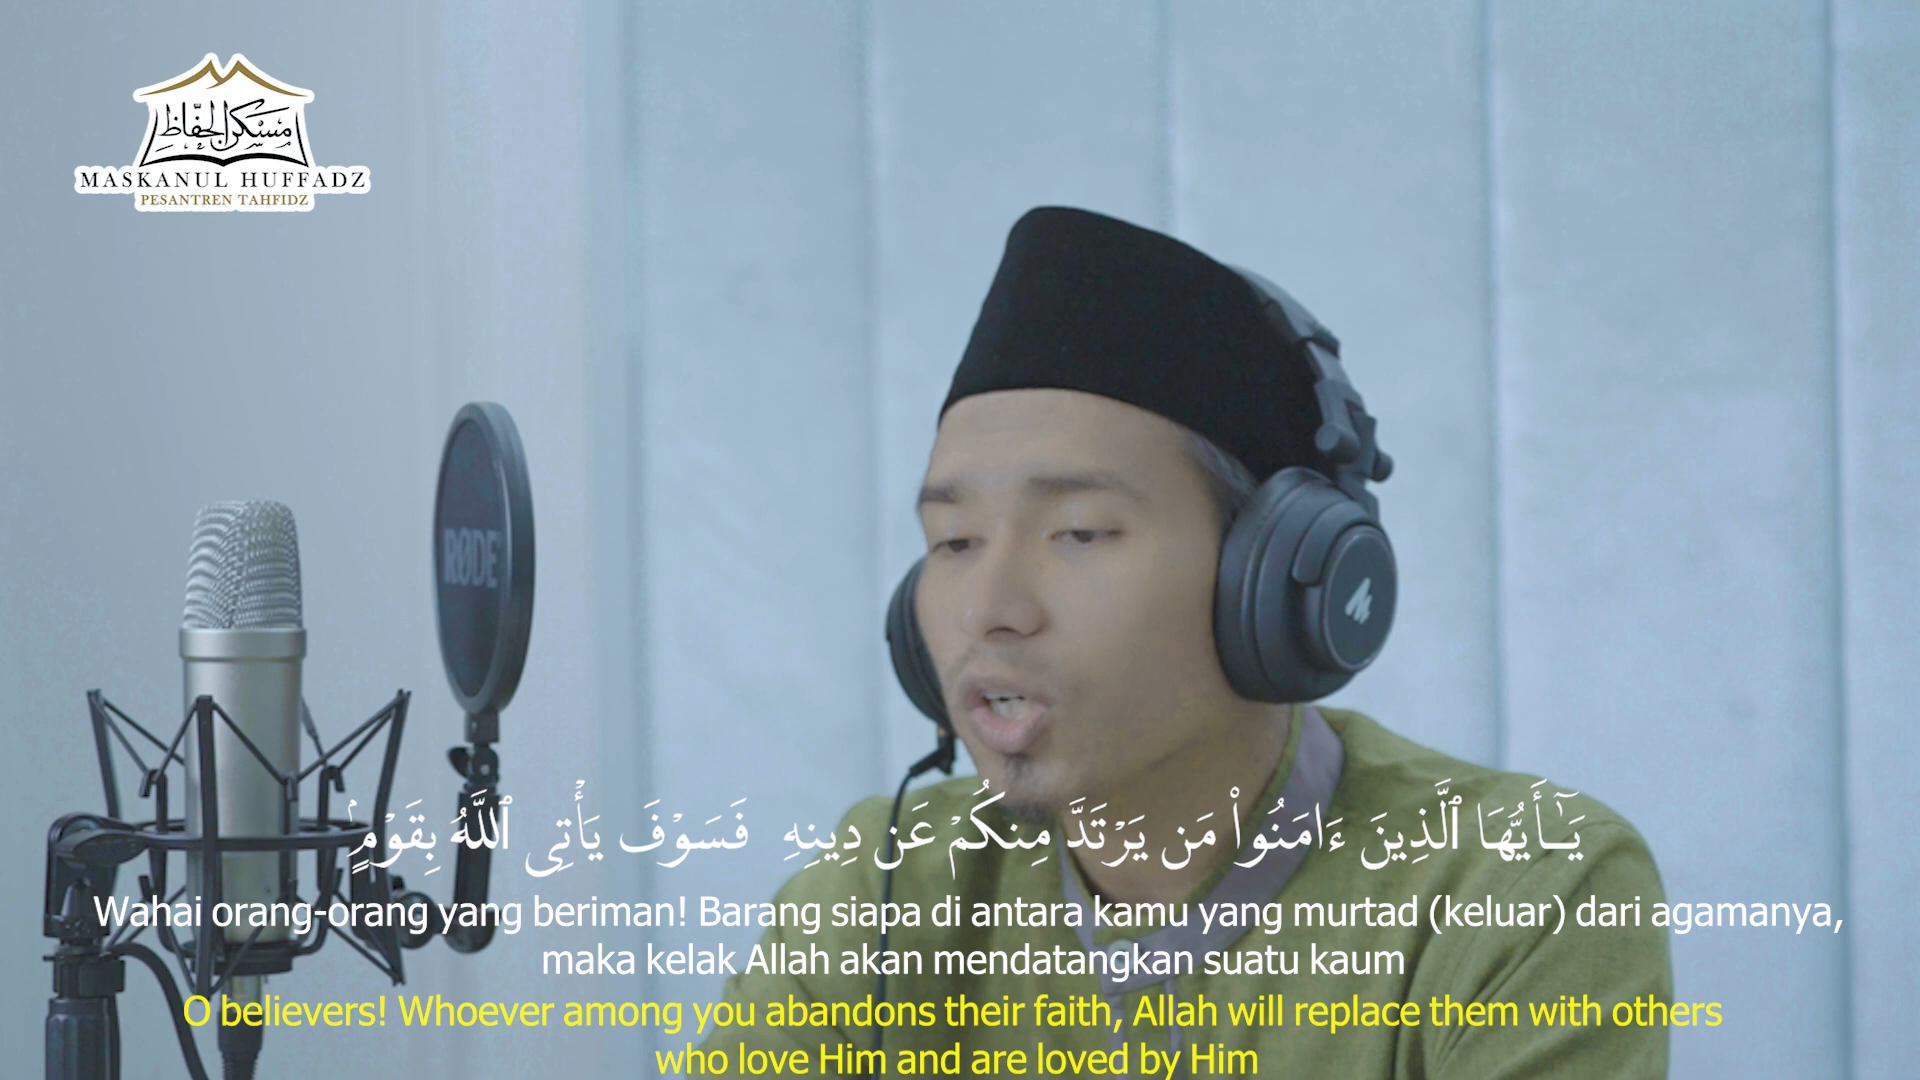 مسكن الحفاظ
MASKANUL HUFFADZ
PESANTREN TAHFIDZ
RØDE
يَـٰٓأَيُّهَا ٱلَّذِينَ ءَامَنُوا۟ مَن يَرْتَدَّ مِنكُمْ عَن دِينِهِۦ فَسَوْفَ يَأْتِى ٱللَّهُ بِقَوْمٍ
Wahai orang-orang yang beriman! Barang siapa di antara kamu yang murtad (keluar) dari agamanya,
maka kelak Allah akan mendatangkan suatu kaum
O believers! Whoever among you abandons their faith, Allah will replace them with others
who love Him and are loved by Him